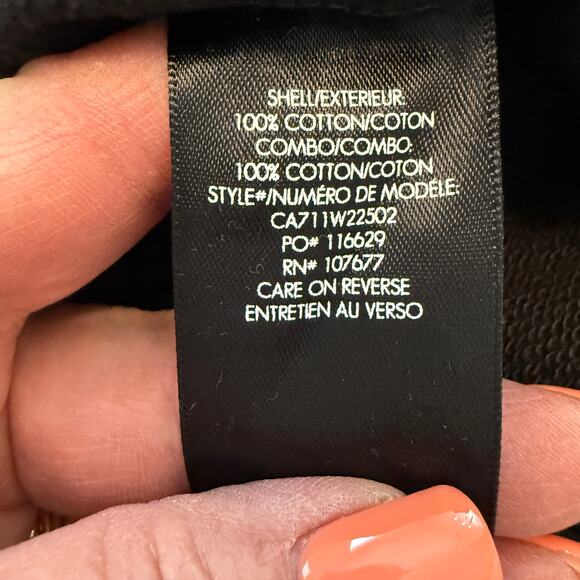 SHELL/EXTERIEUR:
100% COTTON/COTON
COMBO/COMBO:
100% COTTON/COTON
STYLE#/NUMÉRO DE MODÈLE:
CA711W22502
PO# 116629
RN# 107677
CARE ON REVERSE
ENTRETIEN AU VERSO